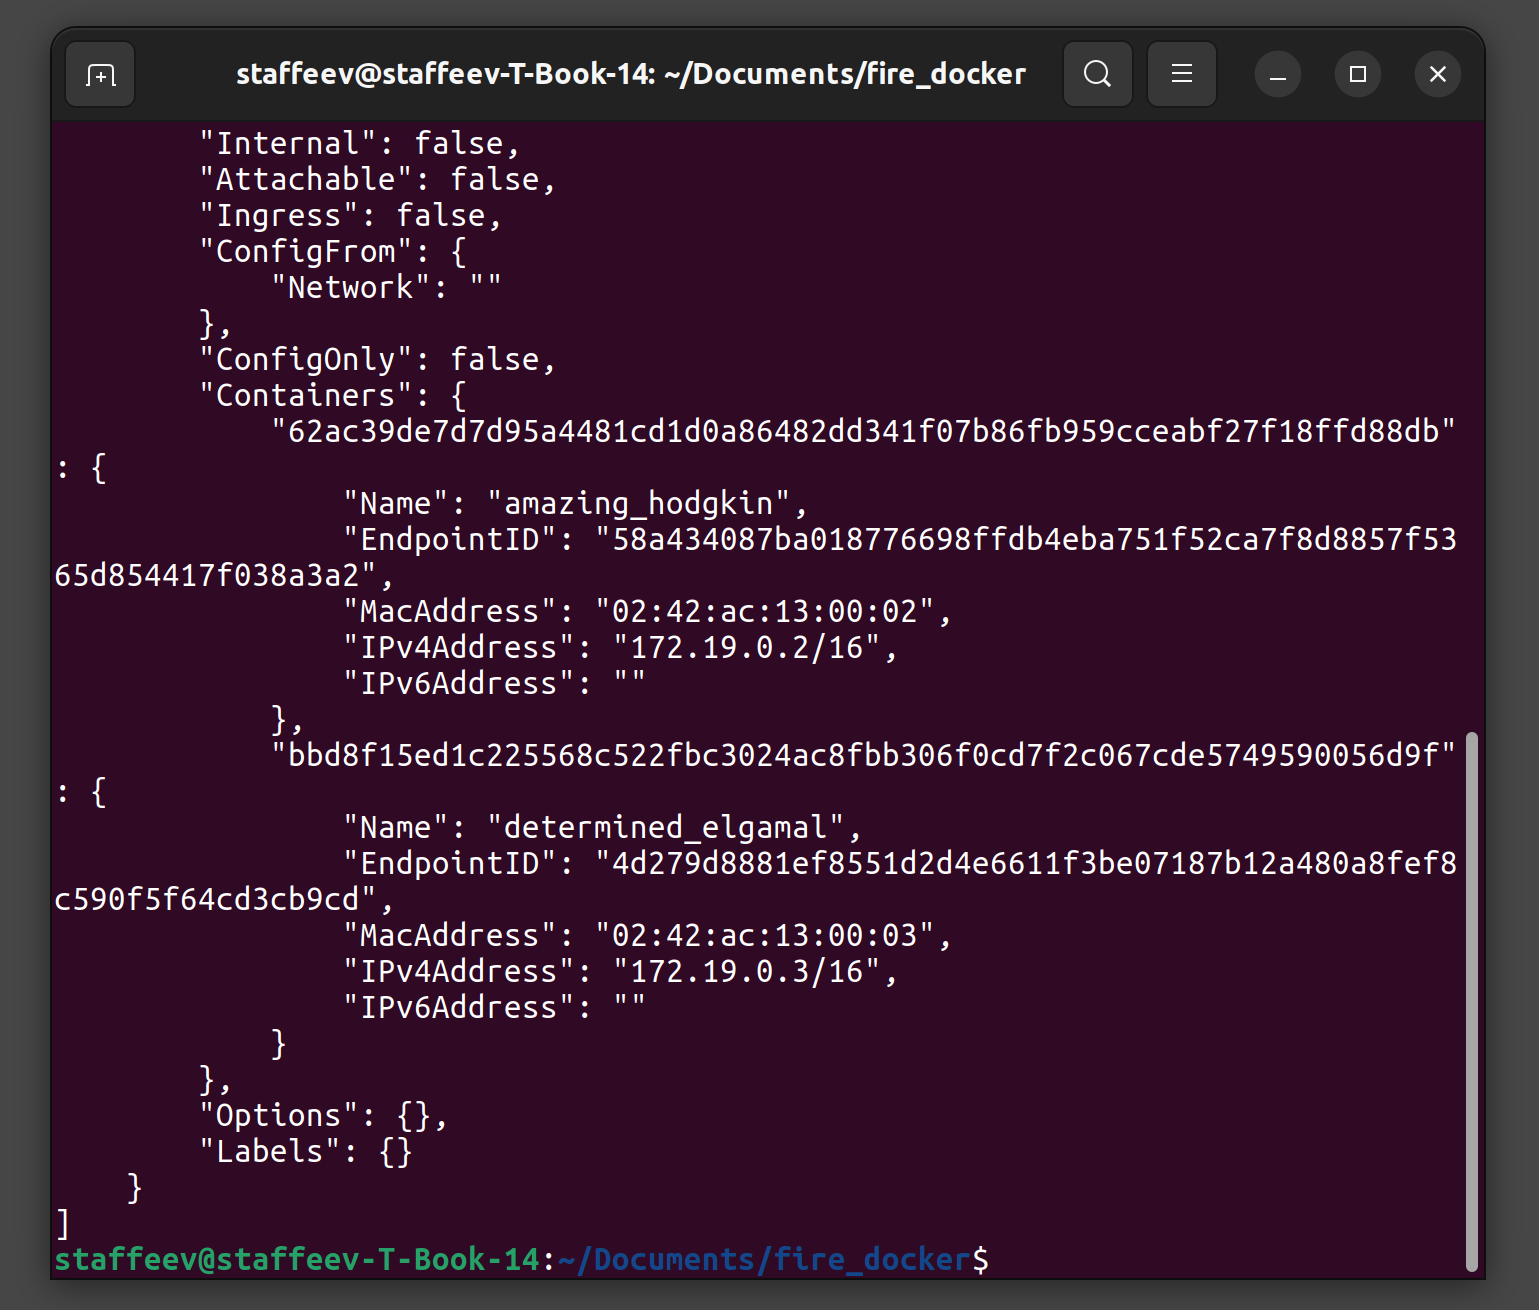 staffeev@staffeev-T-Book-14: ~/Documents/fire_docker
"Internal": false,
"Attachable": false,
"Ingress": false,
"ConfigFrom": {
"Network": ""
},
"ConfigOnly": false,
"Containers": {
"62ac39de7d7d95a4481cd1d0a86482dd341f07b86fb959cceabf27f18ffd88db"
: {
"Name": "amazing_hodgkin",
"EndpointID": "58a434087ba018776698ffdb4eba751f52ca7f8d8857f53
65d854417f038a3a2",
"MacAddress": "02:42:ac:13:00:02",
"IPv4Address": "172.19.0.2/16",
"IPv6Address": ""
},
"bbd8f15ed1c225568c522fbc3024ac8fbb306f0cd7f2c067cde5749590056d9f"
: {
"Name": "determined_elgamal",
"EndpointID": "4d279d8881ef8551d2d4e6611f3be07187b12a480a8fef8
c590f5f64cd3cb9cd",
"MacAddress": "02:42:ac:13:00:03",
"IPv4Address": "172.19.0.3/16",
"IPv6Address": ""
}
},
"Options": {},
"Labels": {}
}
]
staffeev@staffeev-T-Book-14:~/Documents/fire_docker$